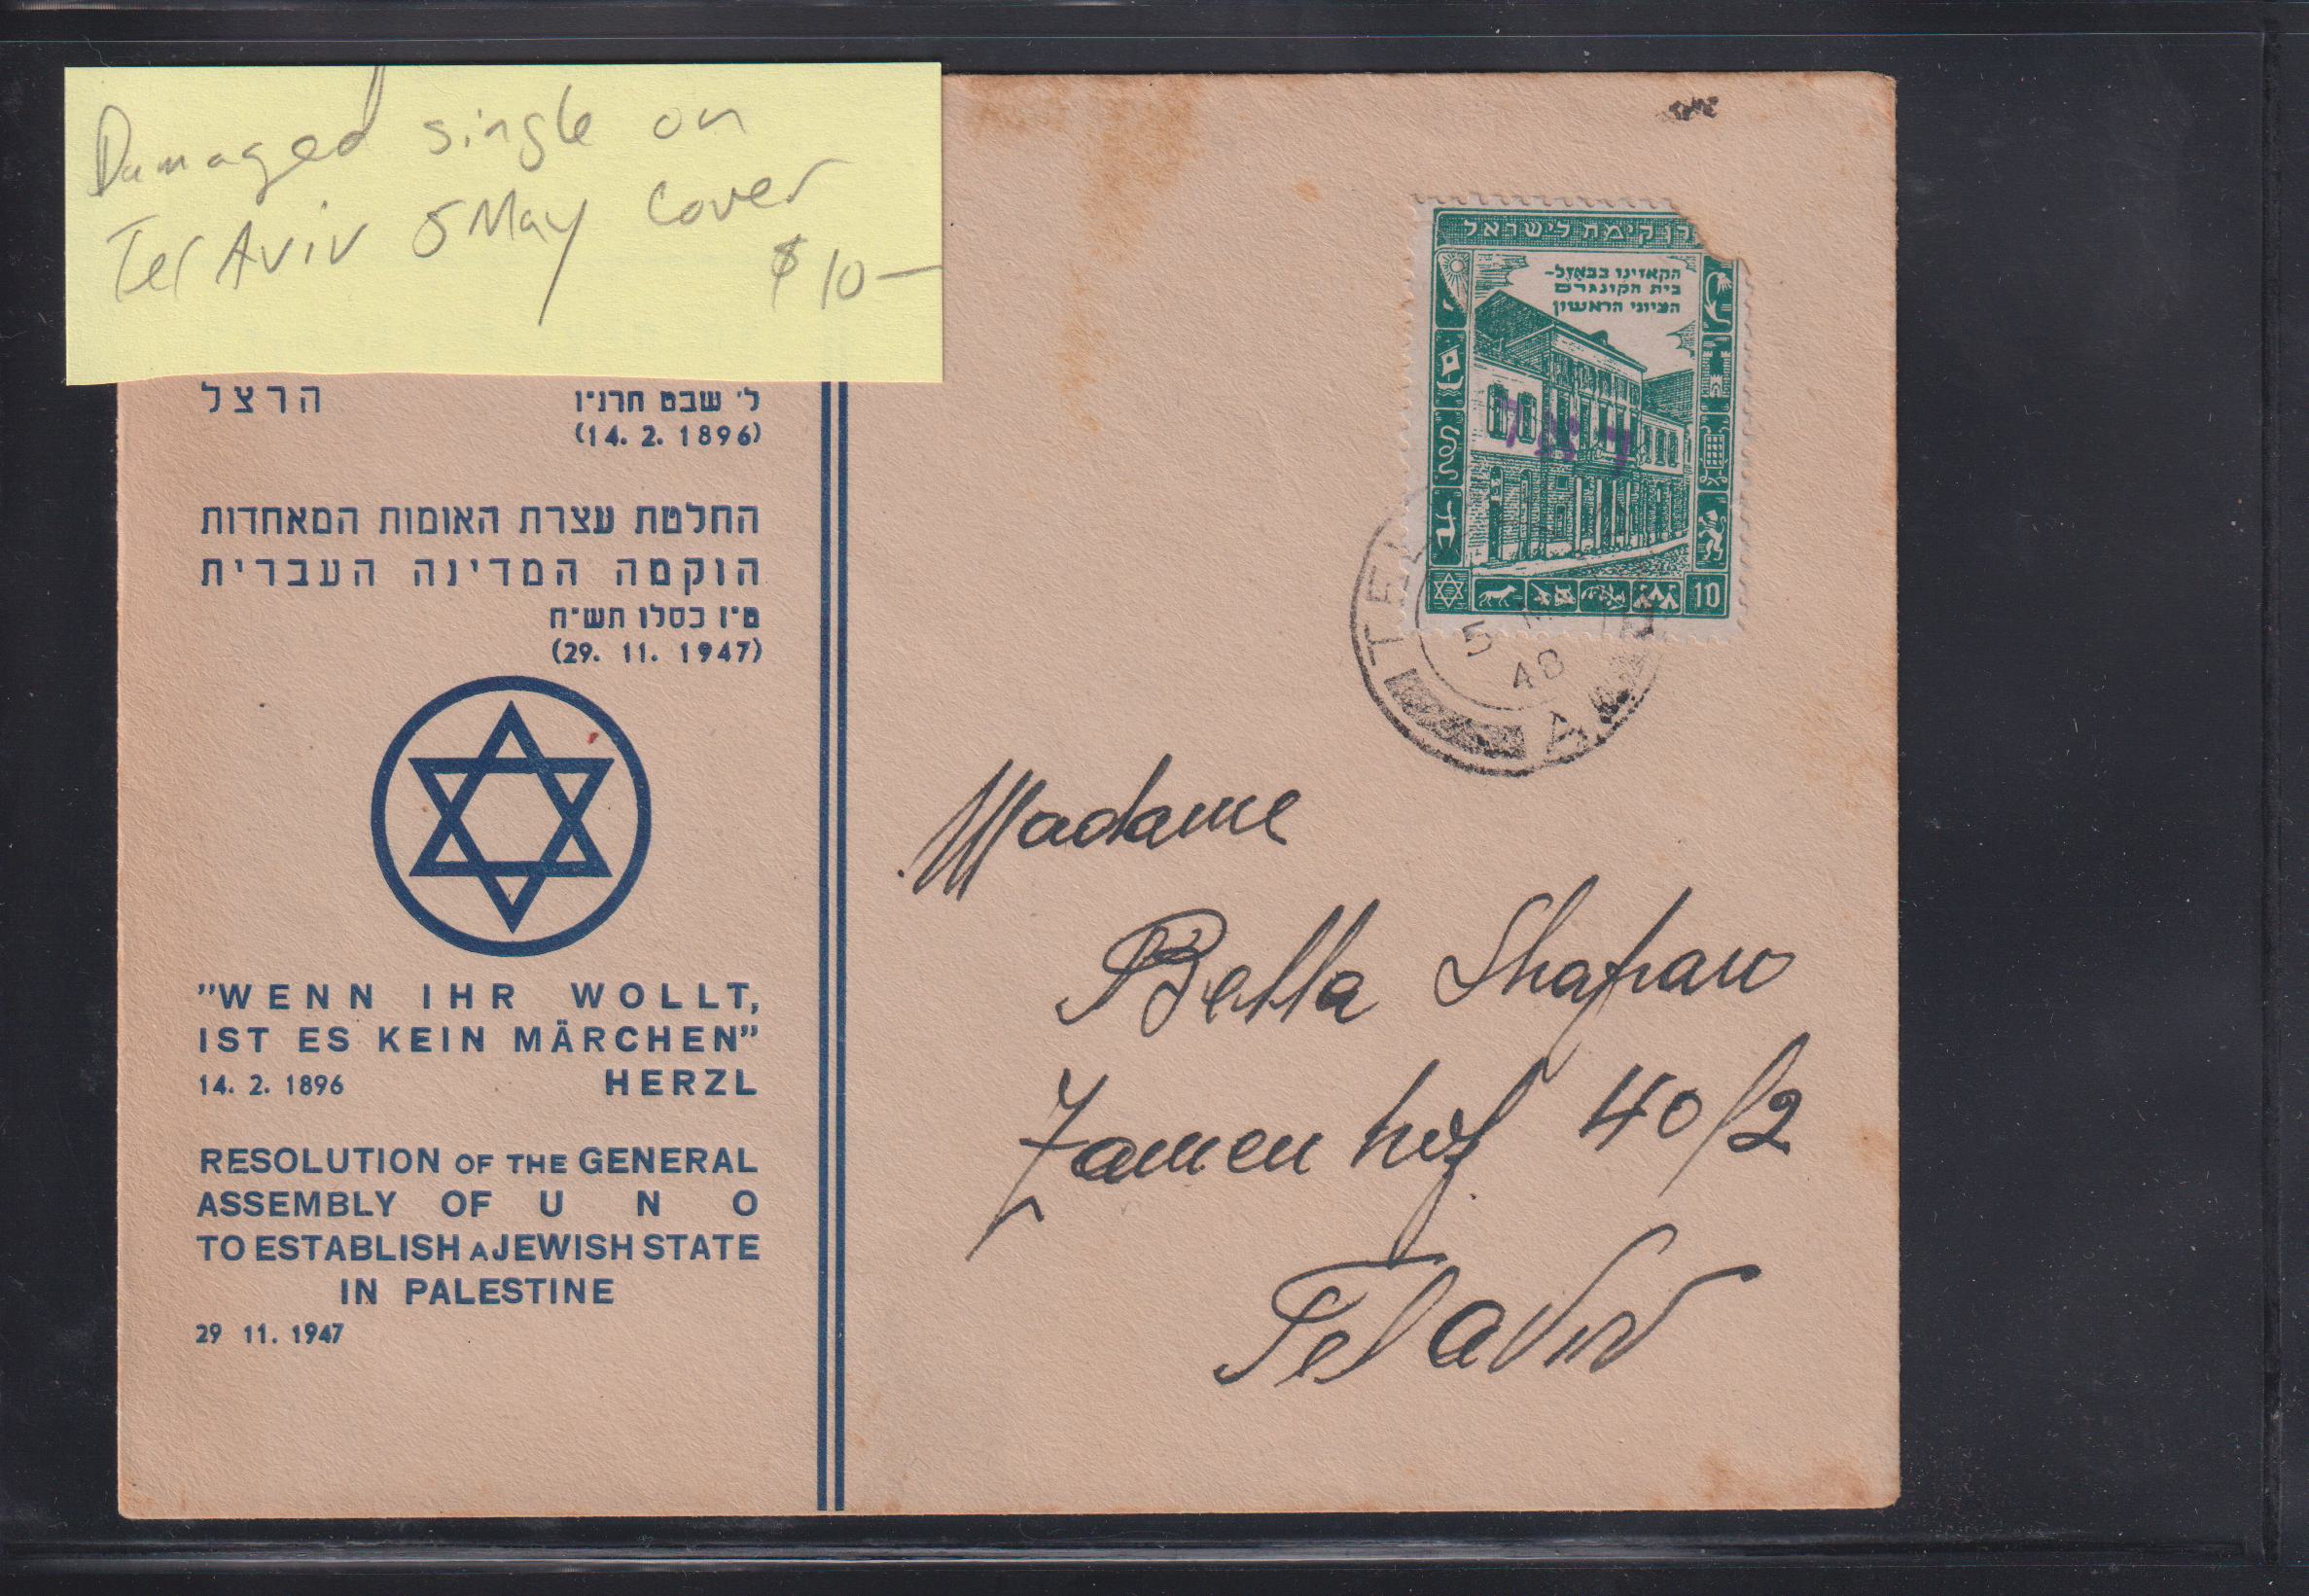 Damaged single on
Tel Aviv 5 May cover
$10-
הרצל
ל׳ שבט תרנ״ו
(14. 2. 1896)
החלטת עצרת האומות המאוחדות
הוקמה המדינה העברית
ט״ז כסלו תש״ח
(29. 11. 1947)
"WENN IHR WOLLT,
IST ES KEIN MÄRCHEN"
14. 2. 1896 HERZL
RESOLUTION OF THE GENERAL
ASSEMBLY OF U N O
TO ESTABLISH A JEWISH STATE
IN PALESTINE
29 11. 1947
קימת לישראל
הקאזינו בבאזל-
בית הקונגרס
הציוני הראשון
דאר
10
TEL A
5 M
48
Madame
Bella Shapiro
Zamenhof 40/2
Tel aviv